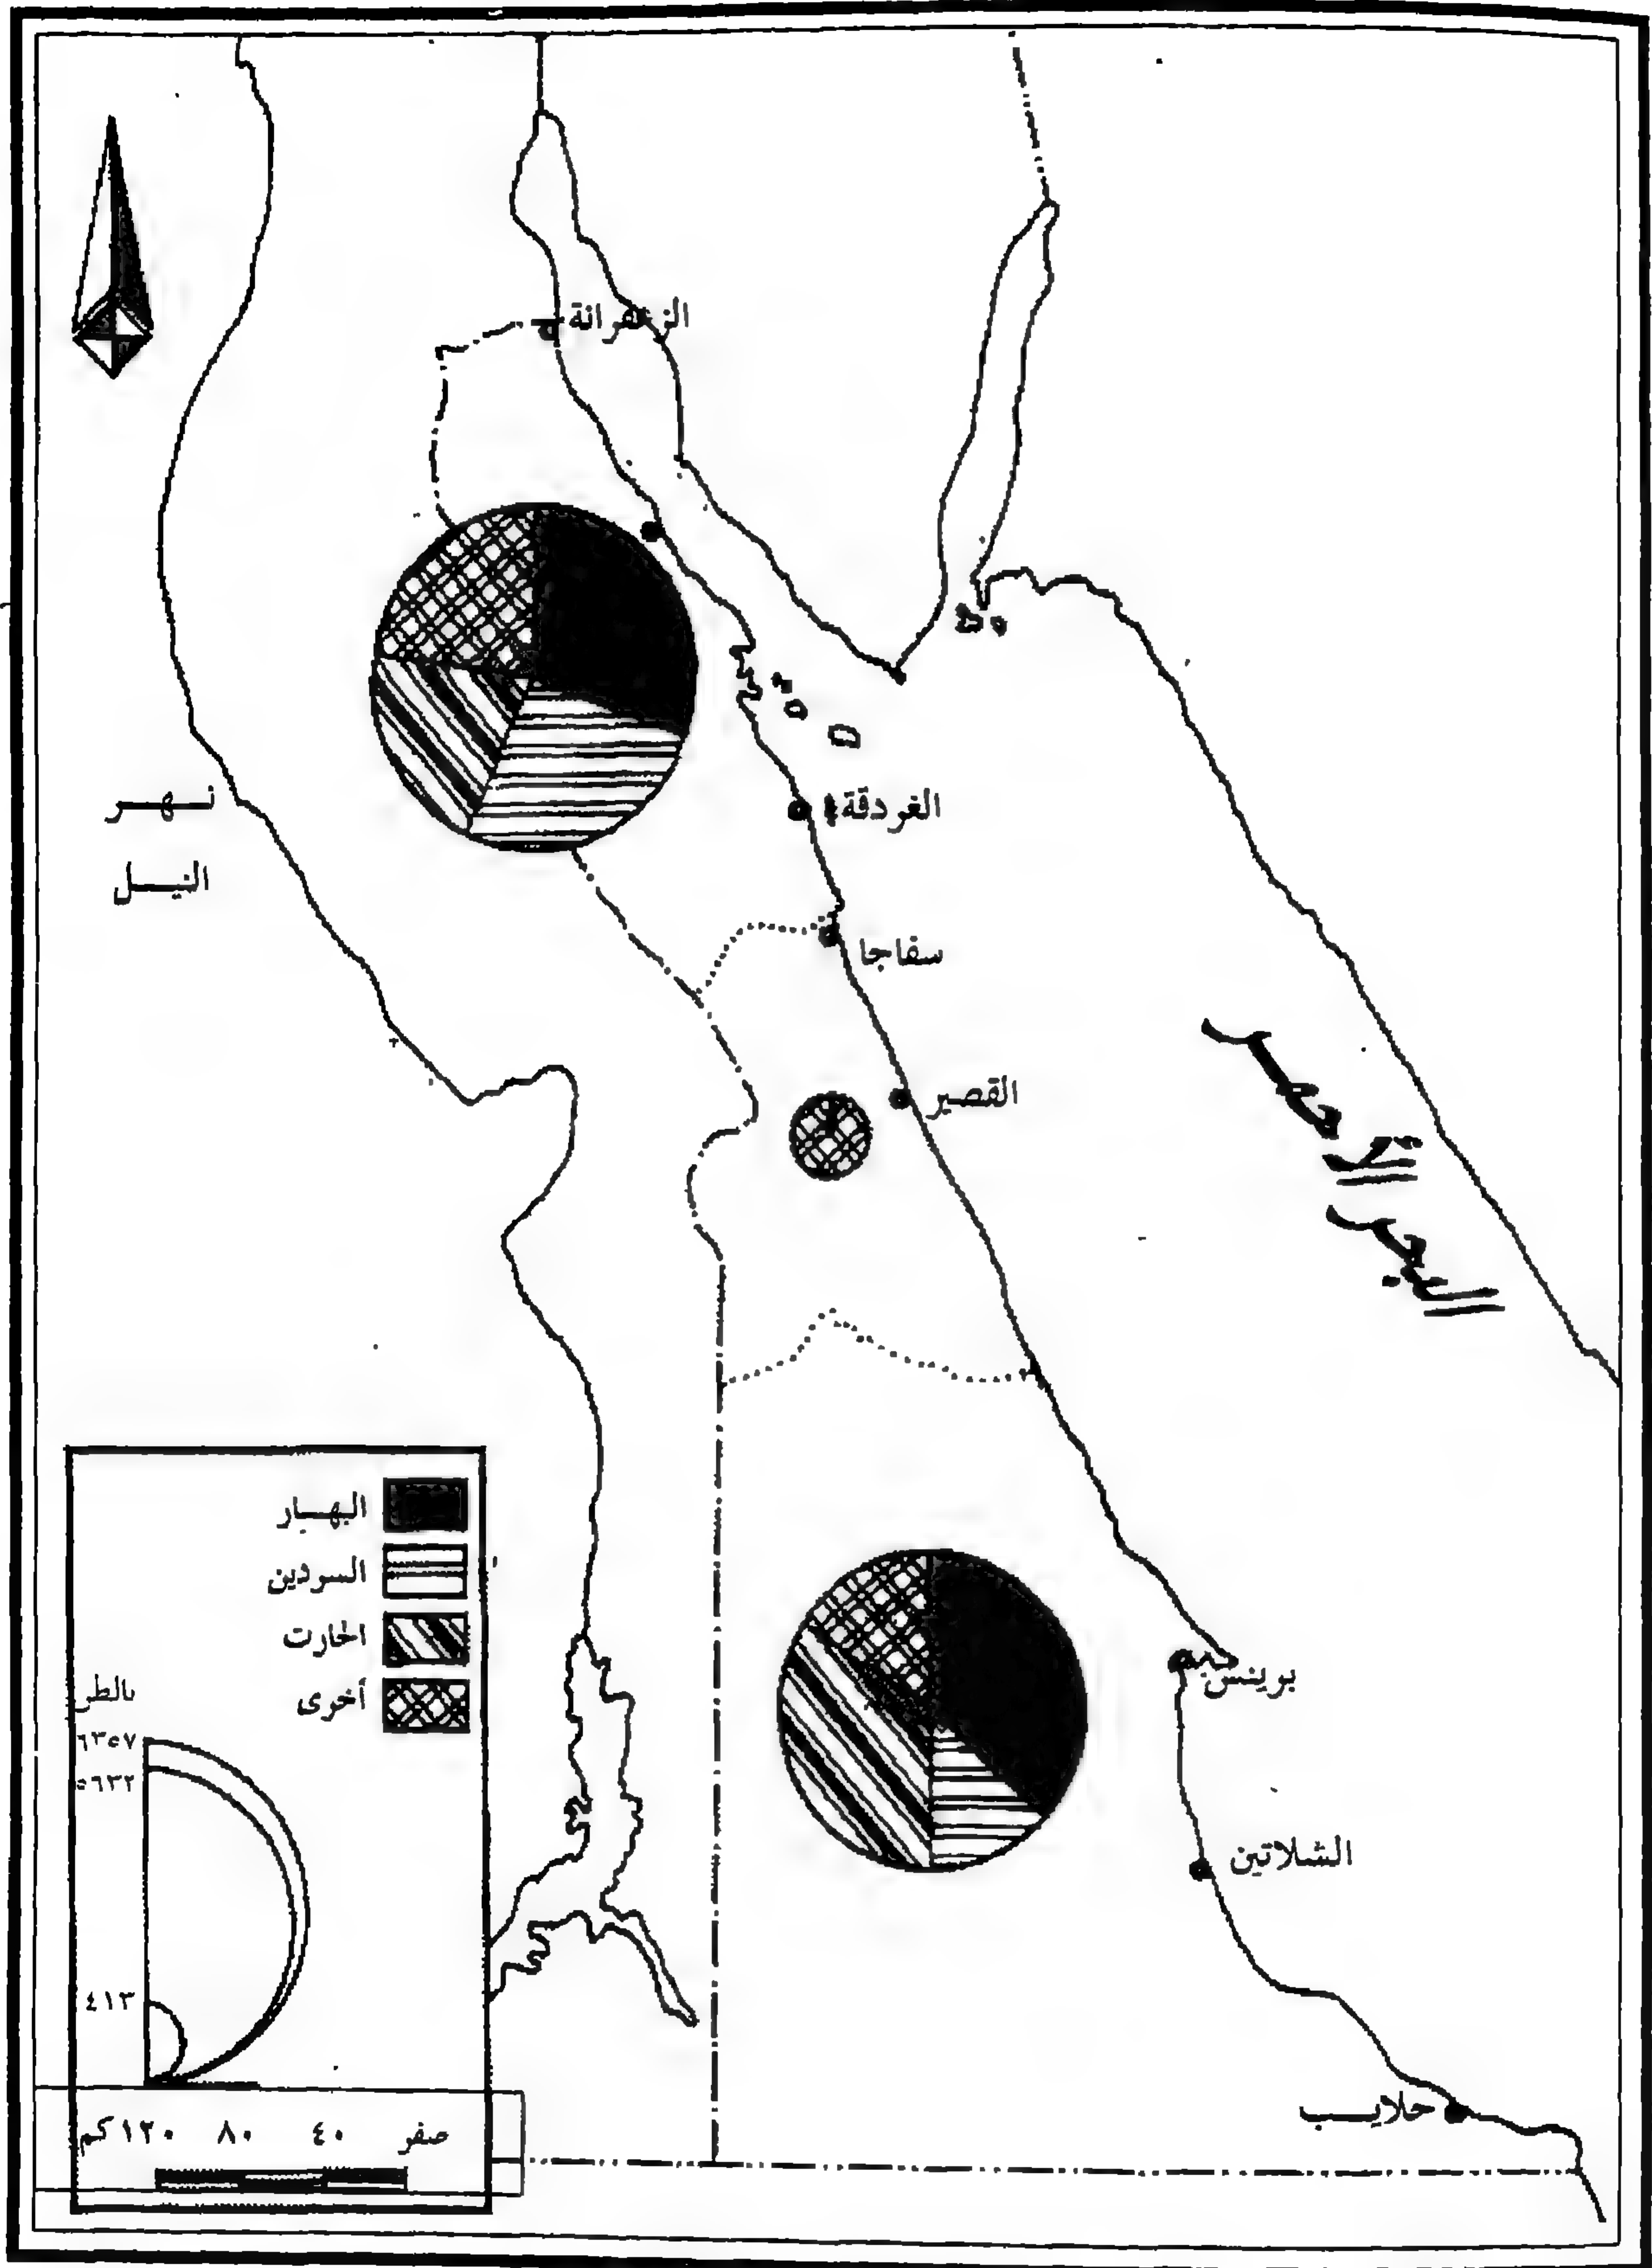 الزعفرانة
الغردقة
سفاجا
القصير
نهر
النيل
البحر
الأحمر
برنيس
الشلاتين
حلايب
البهار
السردين
الحارت
أخرى
بالطن
٦٣٥٧
٥٦٣٢
٤١٣
صفر ٤٠ ٨٠ ١٢٠ كم